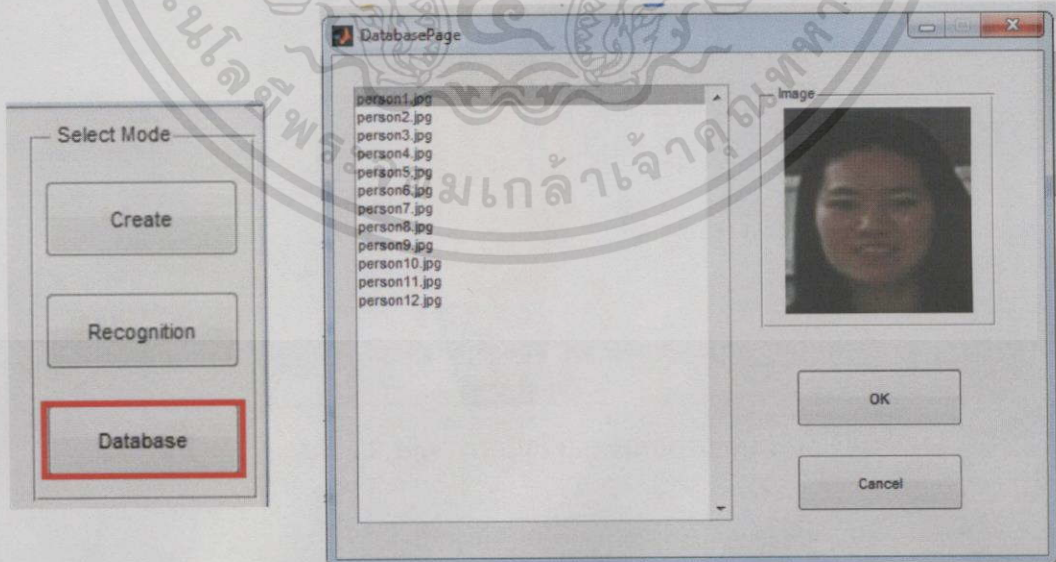 Select Mode
Create
Recognition
Database
DatabasePage
person1.jpg
person2.jpg
person3.jpg
person4.jpg
person5.jpg
person6.jpg
person7.jpg
person8.jpg
person9.jpg
person10.jpg
person11.jpg
person12.jpg
Image
OK
Cancel